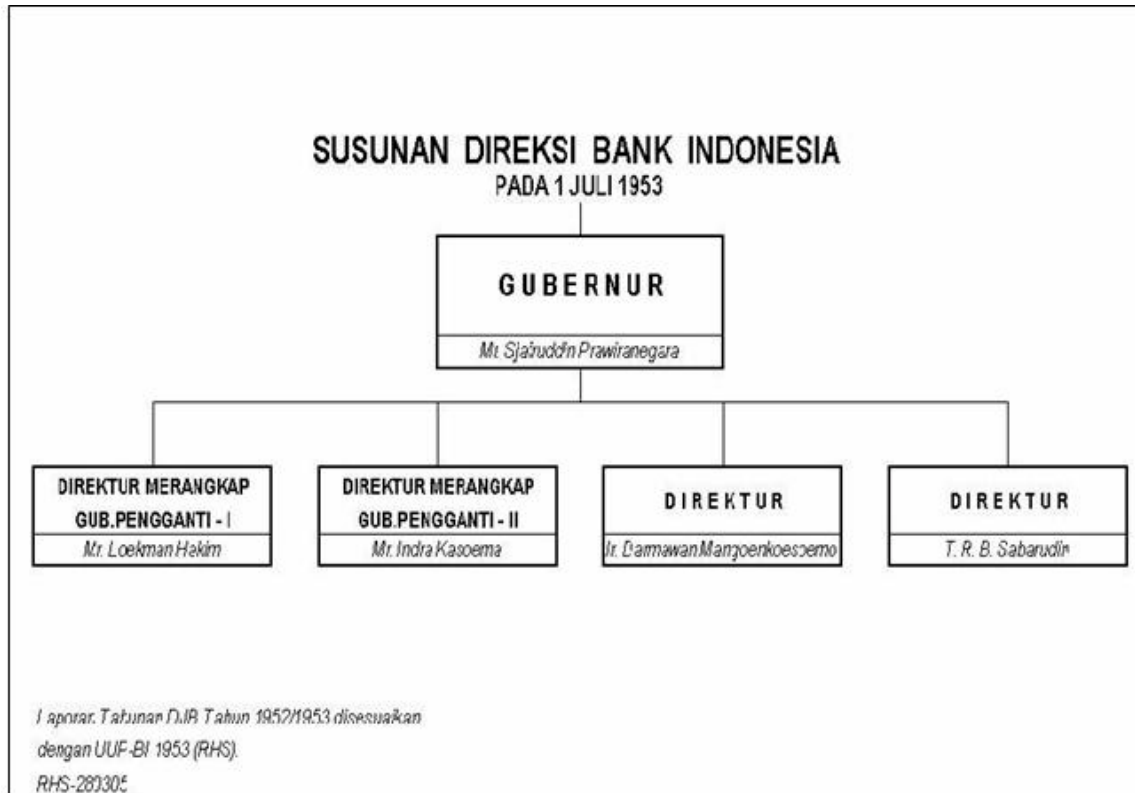 SUSUNAN DIREKSI BANK INDONESIA
PADA 1 JULI 1953
GUBERNUR
Mr. Sjafruddin Prawiranegara
DIREKTUR MERANGKAP
GUB.PENGGANTI - I
Mr. Loekman Hakim
DIREKTUR MERANGKAP
GUB.PENGGANTI - II
Mr. Indra Kasoema
DIREKTUR
Ir. Darmawan Mangoenkoesoemo
DIREKTUR
T. R. B. Sabarudin
Laporan Tahunan DJB Tahun 1952/1953 disesuaikan
dengan UUP-BI 1953 (RHS).
RHS-280305